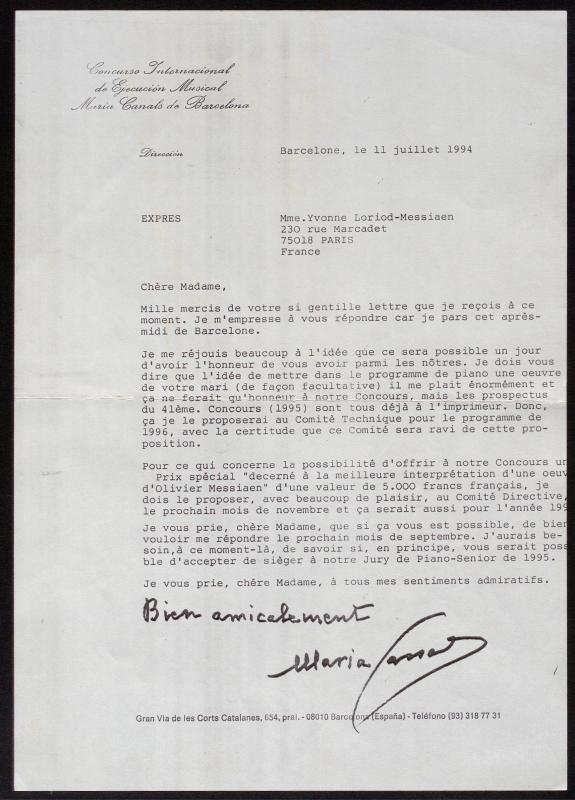 Concurso Internacional
de Ejecución Musical
Maria Canals de Barcelona
Dirección
Barcelone, le 11 juillet 1994
EXPRES
Mme.Yvonne Loriod-Messiaen
230 rue Marcadet
75018 PARIS
France
Chère Madame,
Mille mercis de votre si gentille lettre que je reçois à ce
moment. Je m'empresse à vous répondre car je pars cet après-
midi de Barcelone.
Je me réjouis beaucoup à l'idée que ce sera possible un jour
d'avoir l'honneur de vous avoir parmi les nôtres. Je dois vous
dire que l'idée de mettre dans le programme de piano une oeuvre
de votre mari (de façon facultative) il me plait énormément et
ça ne ferait qu'honneur à notre Concours, mais les prospectus
du 41ème. Concours (1995) sont tous déjà à l'imprimeur. Donc,
ça je le proposerai au Comité Technique pour le programme de
1996, avec la certitude que ce Comité sera ravi de cette pro-
position.
Pour ce qui concerne la possibilité d'offrir à notre Concours un
Prix spécial "decerné à la meilleure interprétation d'une oeuv
d'Olivier Messiaen" d'une valeur de 5.000 francs français, je
dois le proposer, avec beaucoup de plaisir, au Comité Directive,
le prochain mois de novembre et ça serait aussi pour l'année 199
Je vous prie, chère Madame, que si ça vous est possible, de bien
vouloir me répondre le prochain mois de septembre. J'aurais be-
soin,à ce moment-là, de savoir si, en principe, vous serait poss
ble d'accepter de sièger à notre Jury de Piano-Senior de 1995.
Je vous prie, chére Madame, à tous mes sentiments admiratifs.
Bien amicalement
Maria Canals
Gran Via de les Corts Catalanes, 654, pral. - 08010 Barcelona (España) - Teléfono (93) 318 77 31